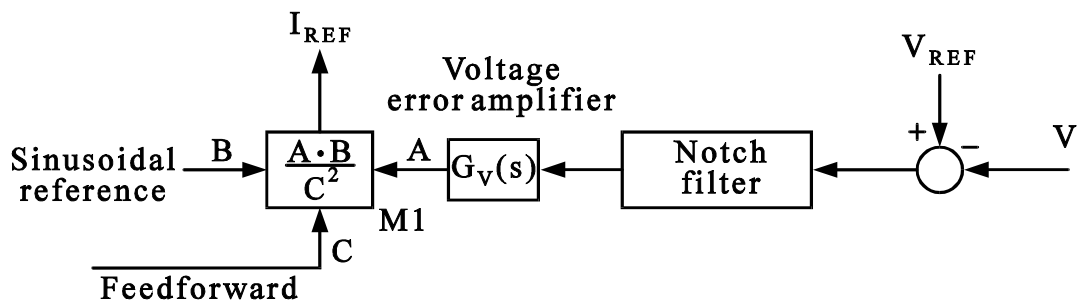 I_REF
V_REF
Voltage
error amplifier
Sinusoidal
reference
B
A · B
C²
A
G_V(s)
Notch
filter
+
−
V
M1
C
Feedforward